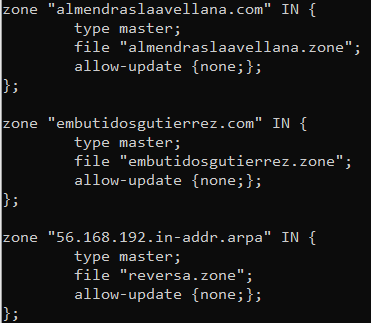 zone "almendraslaavellana.com" IN {
        type master;
        file "almendraslaavellana.zone";
        allow-update {none;};
};

zone "embutidosgutierrez.com" IN {
        type master;
        file "embutidosgutierrez.zone";
        allow-update {none;};
};

zone "56.168.192.in-addr.arpa" IN {
        type master;
        file "reversa.zone";
        allow-update {none;};
};